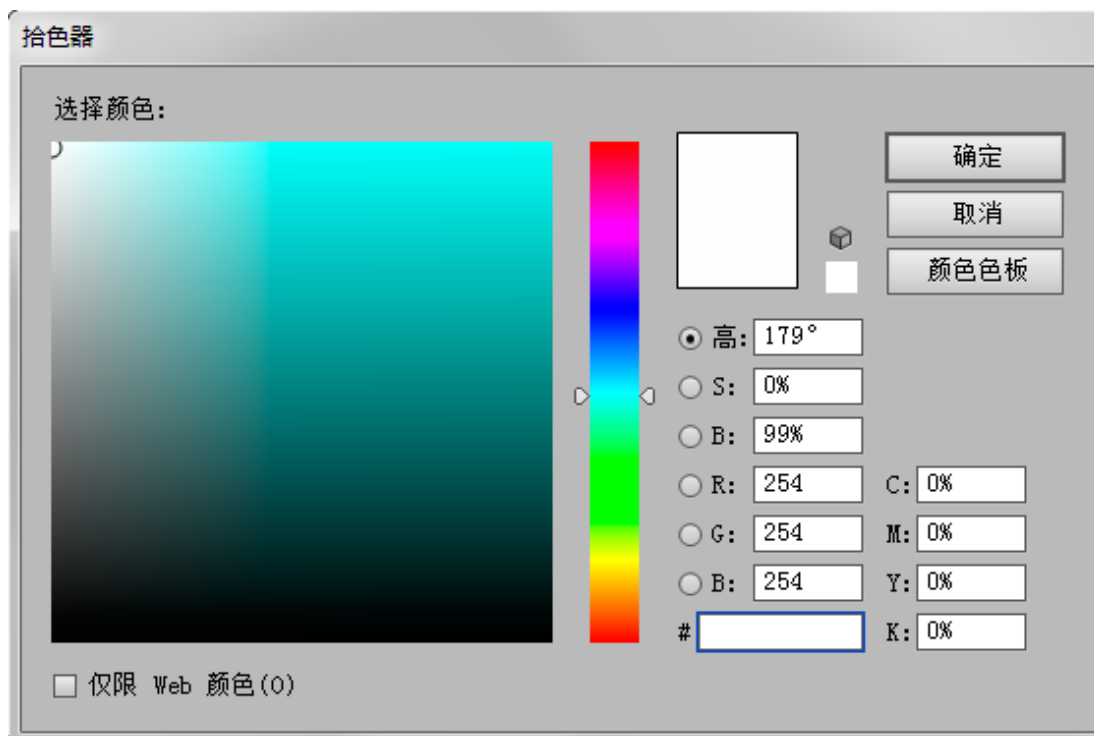 拾色器
选择颜色:
确定
取消
颜色色板
高: 179°
S: 0%
B: 99%
R: 254
C: 0%
G: 254
M: 0%
B: 254
Y: 0%
#
K: 0%
仅限 Web 颜色(O)